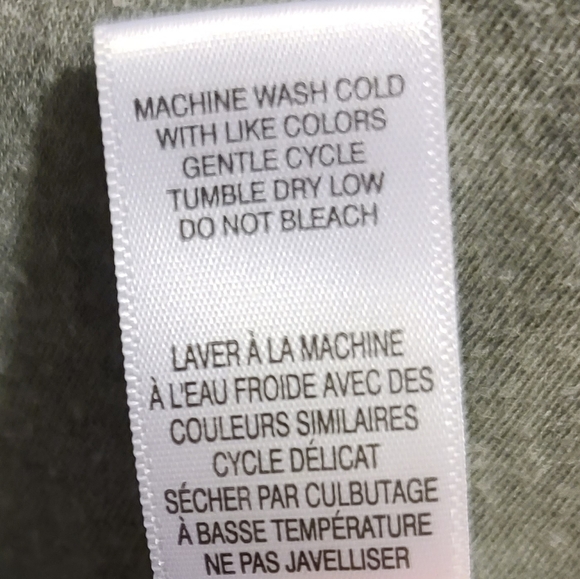 MACHINE WASH COLD
WITH LIKE COLORS
GENTLE CYCLE
TUMBLE DRY LOW
DO NOT BLEACH
LAVER À LA MACHINE
À L'EAU FROIDE AVEC DES
COULEURS SIMILAIRES
CYCLE DÉLICAT
SÉCHER PAR CULBUTAGE
À BASSE TEMPÉRATURE
NE PAS JAVELLISER